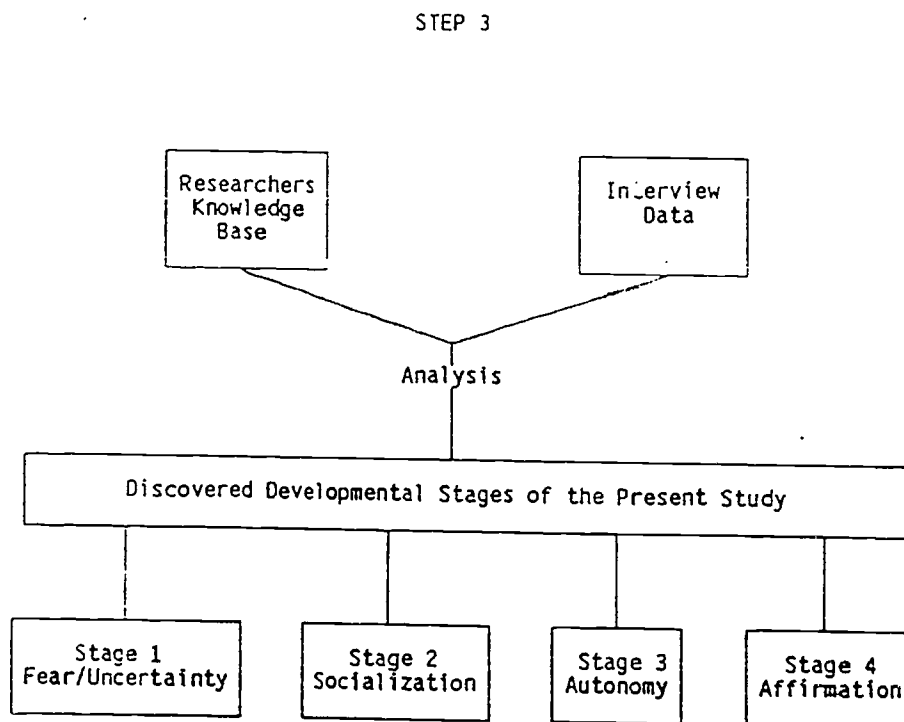 STEP 3
Researchers
Knowledge
Base
Interview
Data
Analysis
Discovered Developmental Stages of the Present Study
Stage 1
Fear/Uncertainty
Stage 2
Socialization
Stage 3
Autonomy
Stage 4
Affirmation